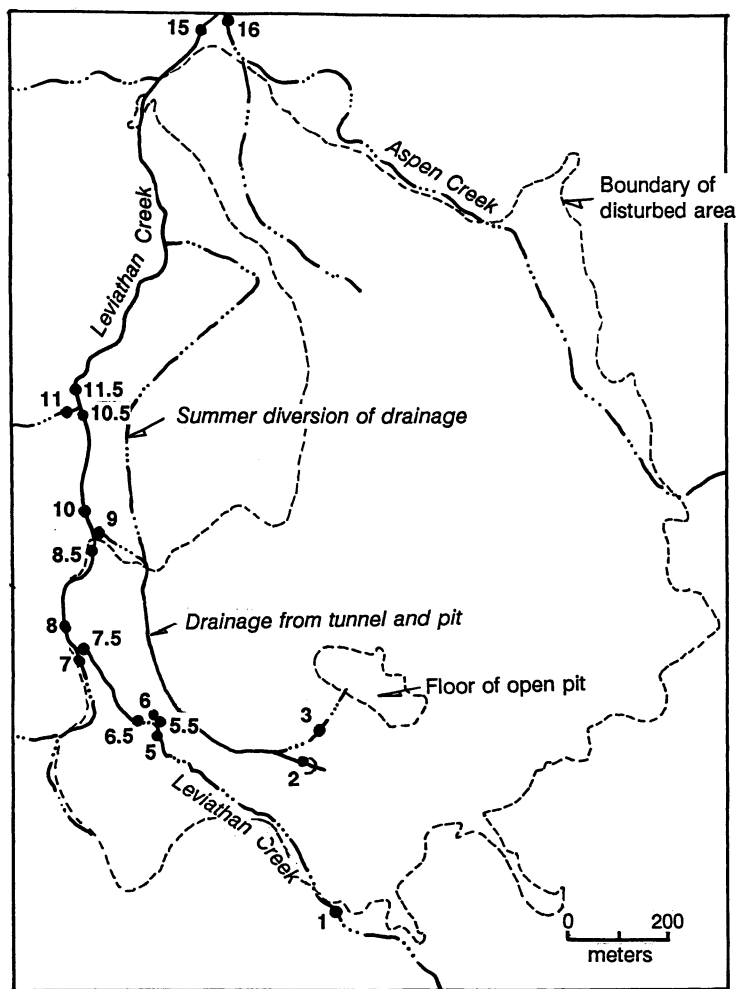 15
16
Aspen Creek
Boundary of
disturbed area
Leviathan Creek
11
11.5
10.5
Summer diversion of drainage
10
9
8.5
8
7.5
Drainage from tunnel and pit
7
Floor of open pit
6
3
6.5
5.5
5
2
Leviathan Creek
1
0 200
meters